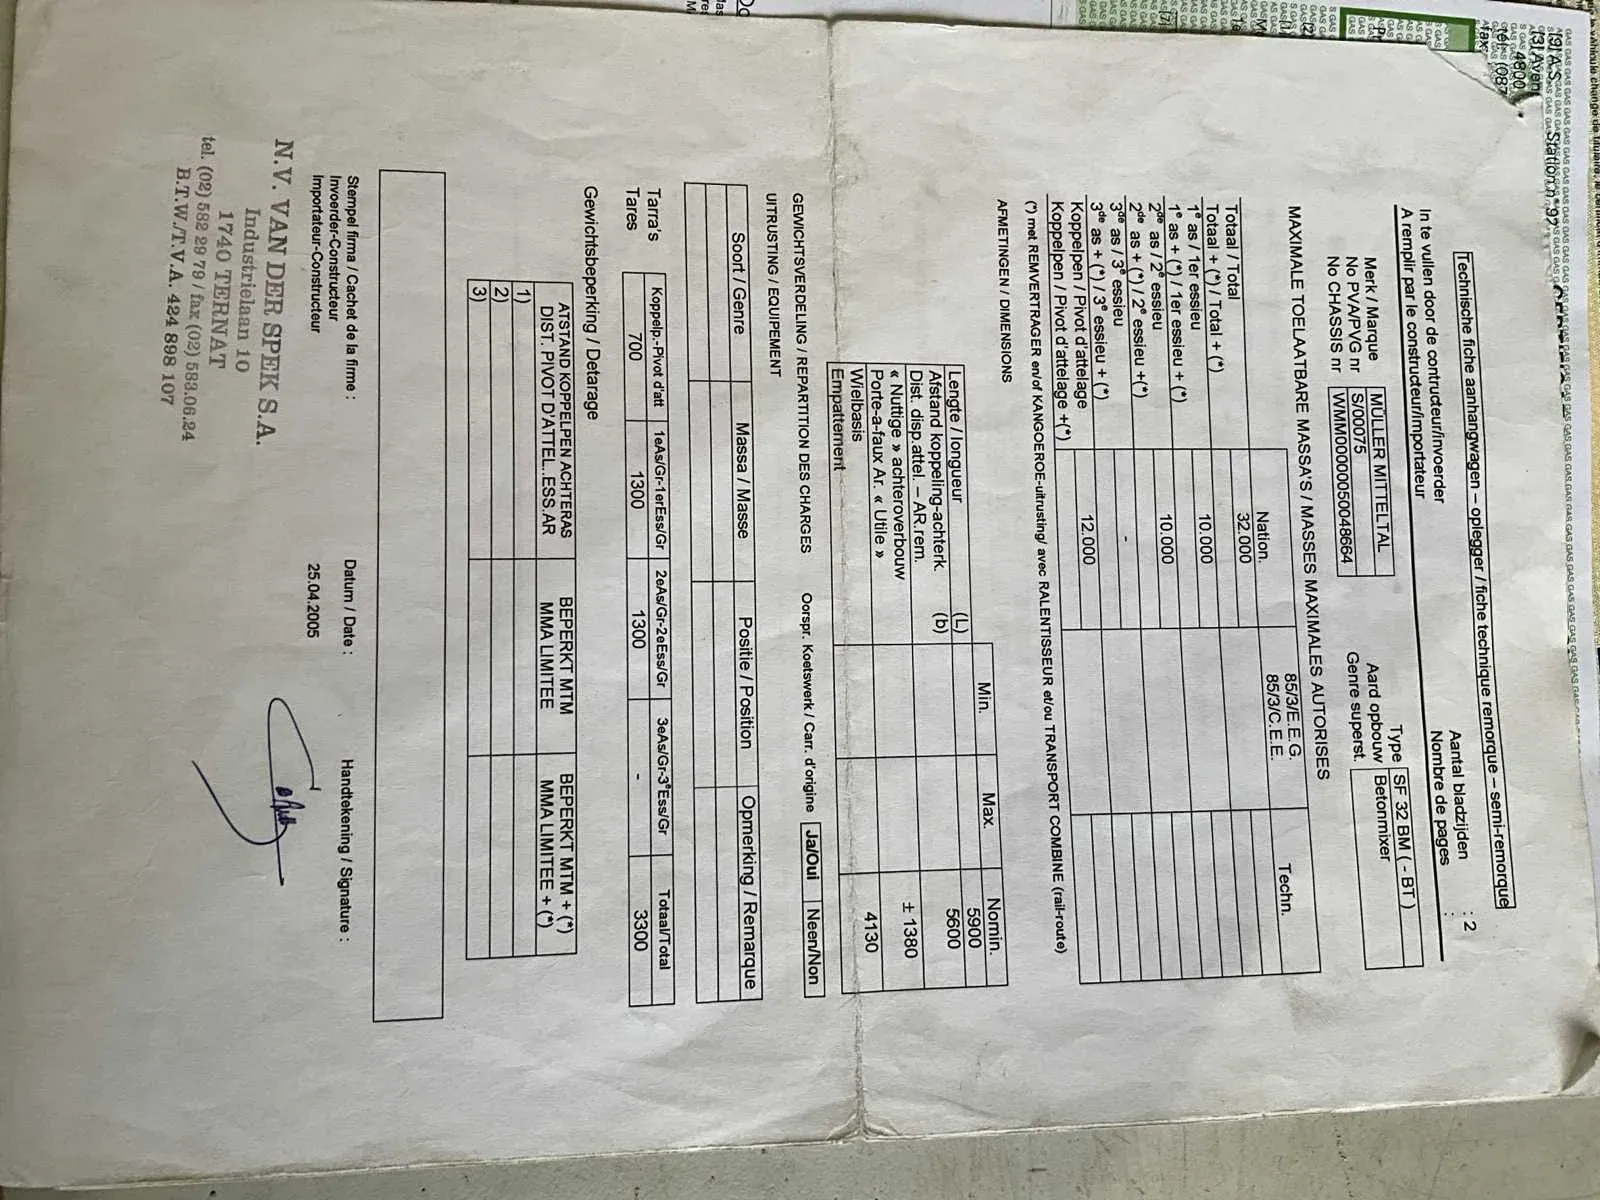 Technische fiche aanhangwagen – oplegger / fiche technique remorque – semi-remorque
In te vullen door de contructeur/invoerder
A remplir par le constructeur/importateur
Aantal bladzijden : 2
Nombre de pages :
Merk / Marque MÜLLER MITTELTAL
No PVA/PVG nr S/00075
No CHASSIS nr
Type SF 32 BM ( - BT )
Aard opbouw Betonmixer
Genre superst.
MAXIMALE TOELAATBARE MASSA'S / MASSES MAXIMALES AUTORISES
Nation. 85/3/E.E.G. Techn.
85/3/C.E.E.
Totaal / Total 32.000
Totaal + (*) / Total + (*)
1e as / 1er essieu 10.000
1e as + (*) / 1er essieu + (*)
2de as / 2e essieu 10.000
2de as + (*) / 2e essieu +(*)
3de as / 3e essieu -
3de as + (*) / 3e essieu + (*)
Koppelpen / Pivot d'attelage 12.000
Koppelpen / Pivot d'attelage +(*)
(*) met REMVERTRAGER en/of KANGOEROE-uitrusting/ avec RALENTISSEUR et/ou TRANSPORT COMBINE (rail-route)
AFMETINGEN / DIMENSIONS
Min. Max. Nomin.
Lengte / longueur (L) 5900
Afstand koppeling-achterk. (b) 5600
Dist. disp.attel. – AR.rem.
« Nuttige » achteroverbouw ± 1380
Porte-a-faux Ar. « Utile »
Wielbasis 4130
Empattement
GEWICHTSVERDELING / REPARTITION DES CHARGES Oorspr. Koetswerk / Carr. d'origine Ja/Oui Neen/Non
UITRUSTING / EQUIPEMENT
Soort / Genre Massa / Masse Positie / Position Opmerking / Remarque
Koppelp.-Pivot d'att 1eAs/Gr-1erEss/Gr 2eAs/Gr-2eEss/Gr 3eAs/Gr-3eEss/Gr Totaal/Total
Tarra's 700 1300 1300 - 3300
Tares
Gewichtsbeperking / Detarage
ATSTAND KOPPELPEN ACHTERAS BEPERKT MTM BEPERKT MTM + (*)
DIST. PIVOT D'ATTEL..ESS.AR MMA LIMITEE MMA LIMITEE + (*)
1)
2)
3)
Stempel firma / Cachet de la firme : Datum / Date : Handtekening / Signature :
Invoerder-Constructeur 25.04.2005
Importateur-Constructeur
N.V. VAN DER SPEK S.A.
Industrielaan 10
1740 TERNAT
tel. (02) 582 29 79 / fax (02) 583.06.24
B.T.W./T.V.A. 424 898 107